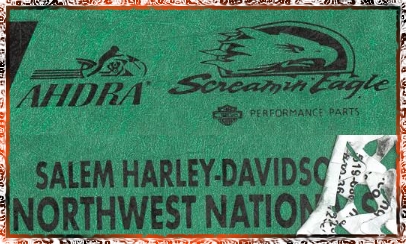 AHDRA
Screamin' Eagle
PERFORMANCE PARTS
SALEM HARLEY-DAVIDSO
NORTHWEST NATION